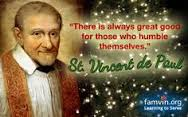 "There is always great good
for those who humble
themselves."
St. Vincent de Paul
famvin.org
Learning to Serve